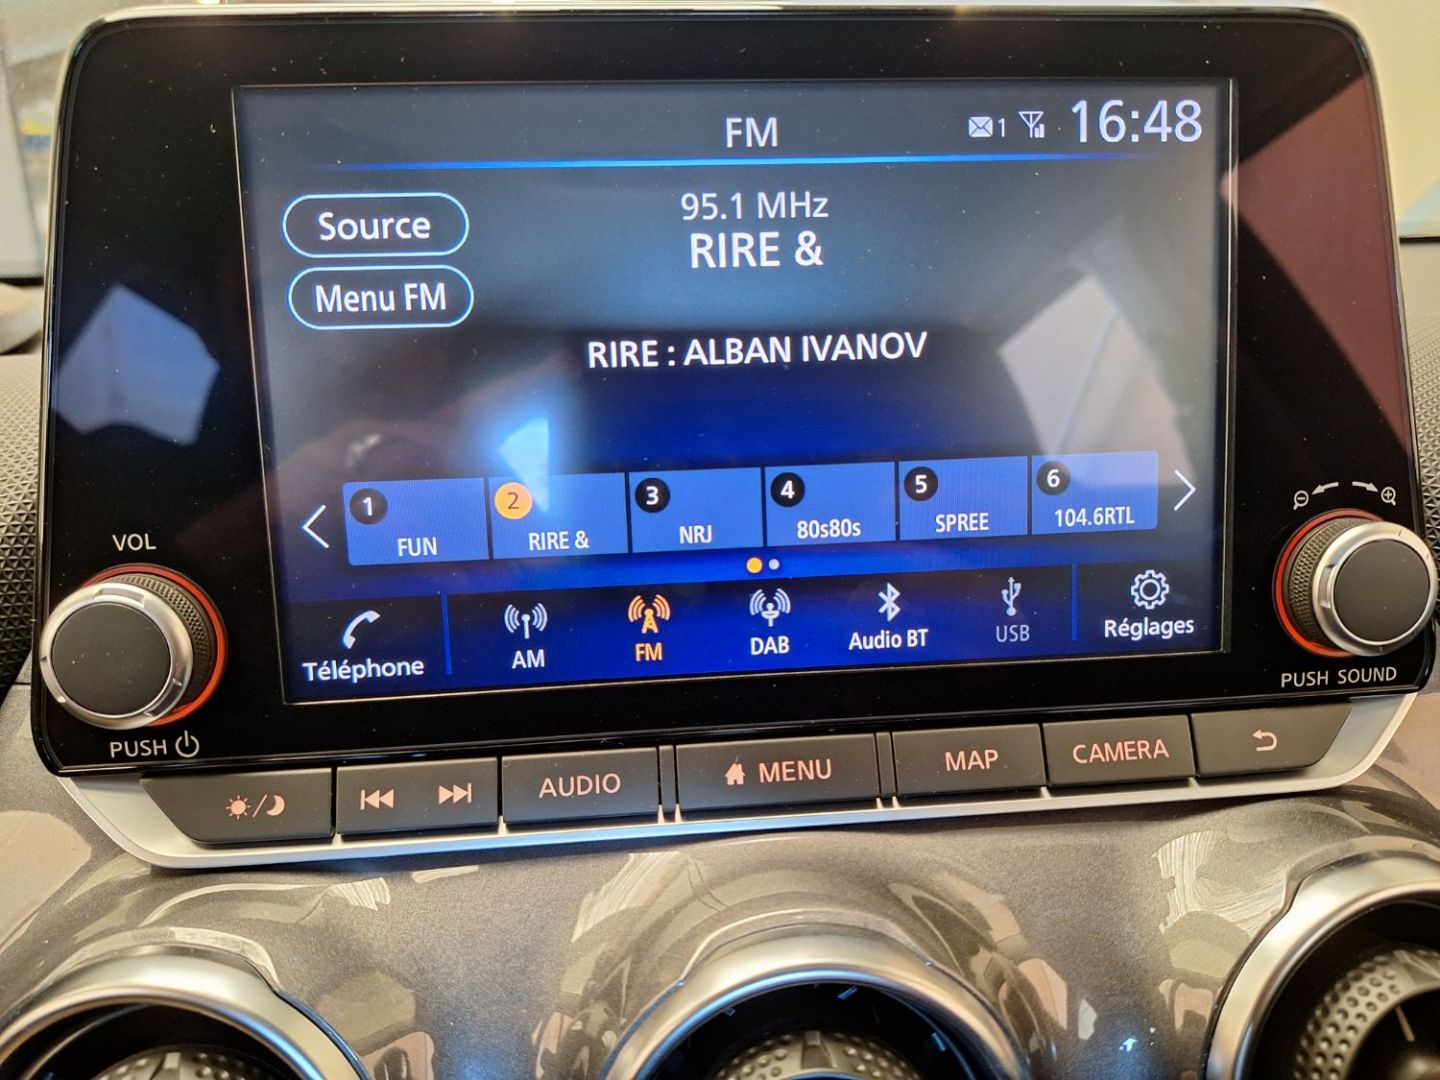 FM
1
16:48
Source
95.1 MHz
RIRE &
Menu FM
RIRE : ALBAN IVANOV
1 FUN
2 RIRE &
3 NRJ
4 80s80s
5 SPREE
6 104.6RTL
Téléphone
AM
FM
DAB
Audio BT
USB
Réglages
VOL
PUSH
PUSH SOUND
AUDIO
MENU
MAP
CAMERA